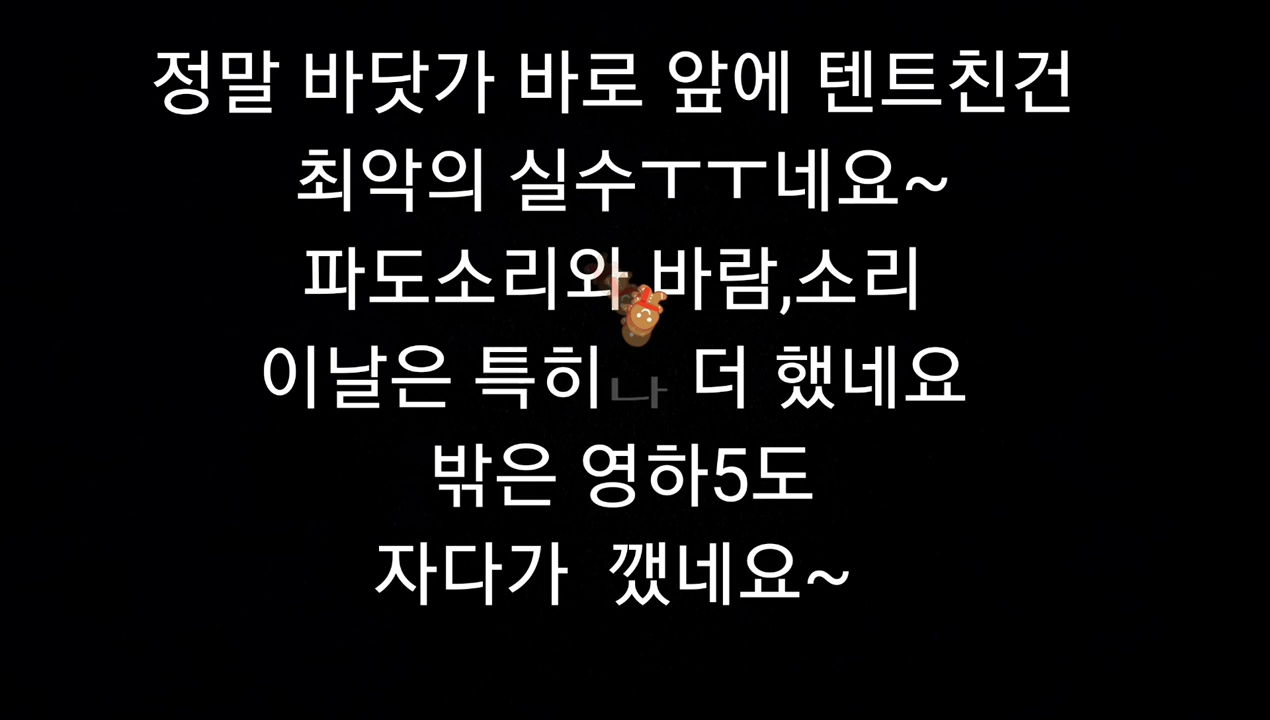 정말 바닷가 바로 앞에 텐트친건
최악의 실수ㅜㅜ네요~
파도소리와 바람,소리
이날은 특히나 더 했네요
밖은 영하5도
자다가 깼네요~